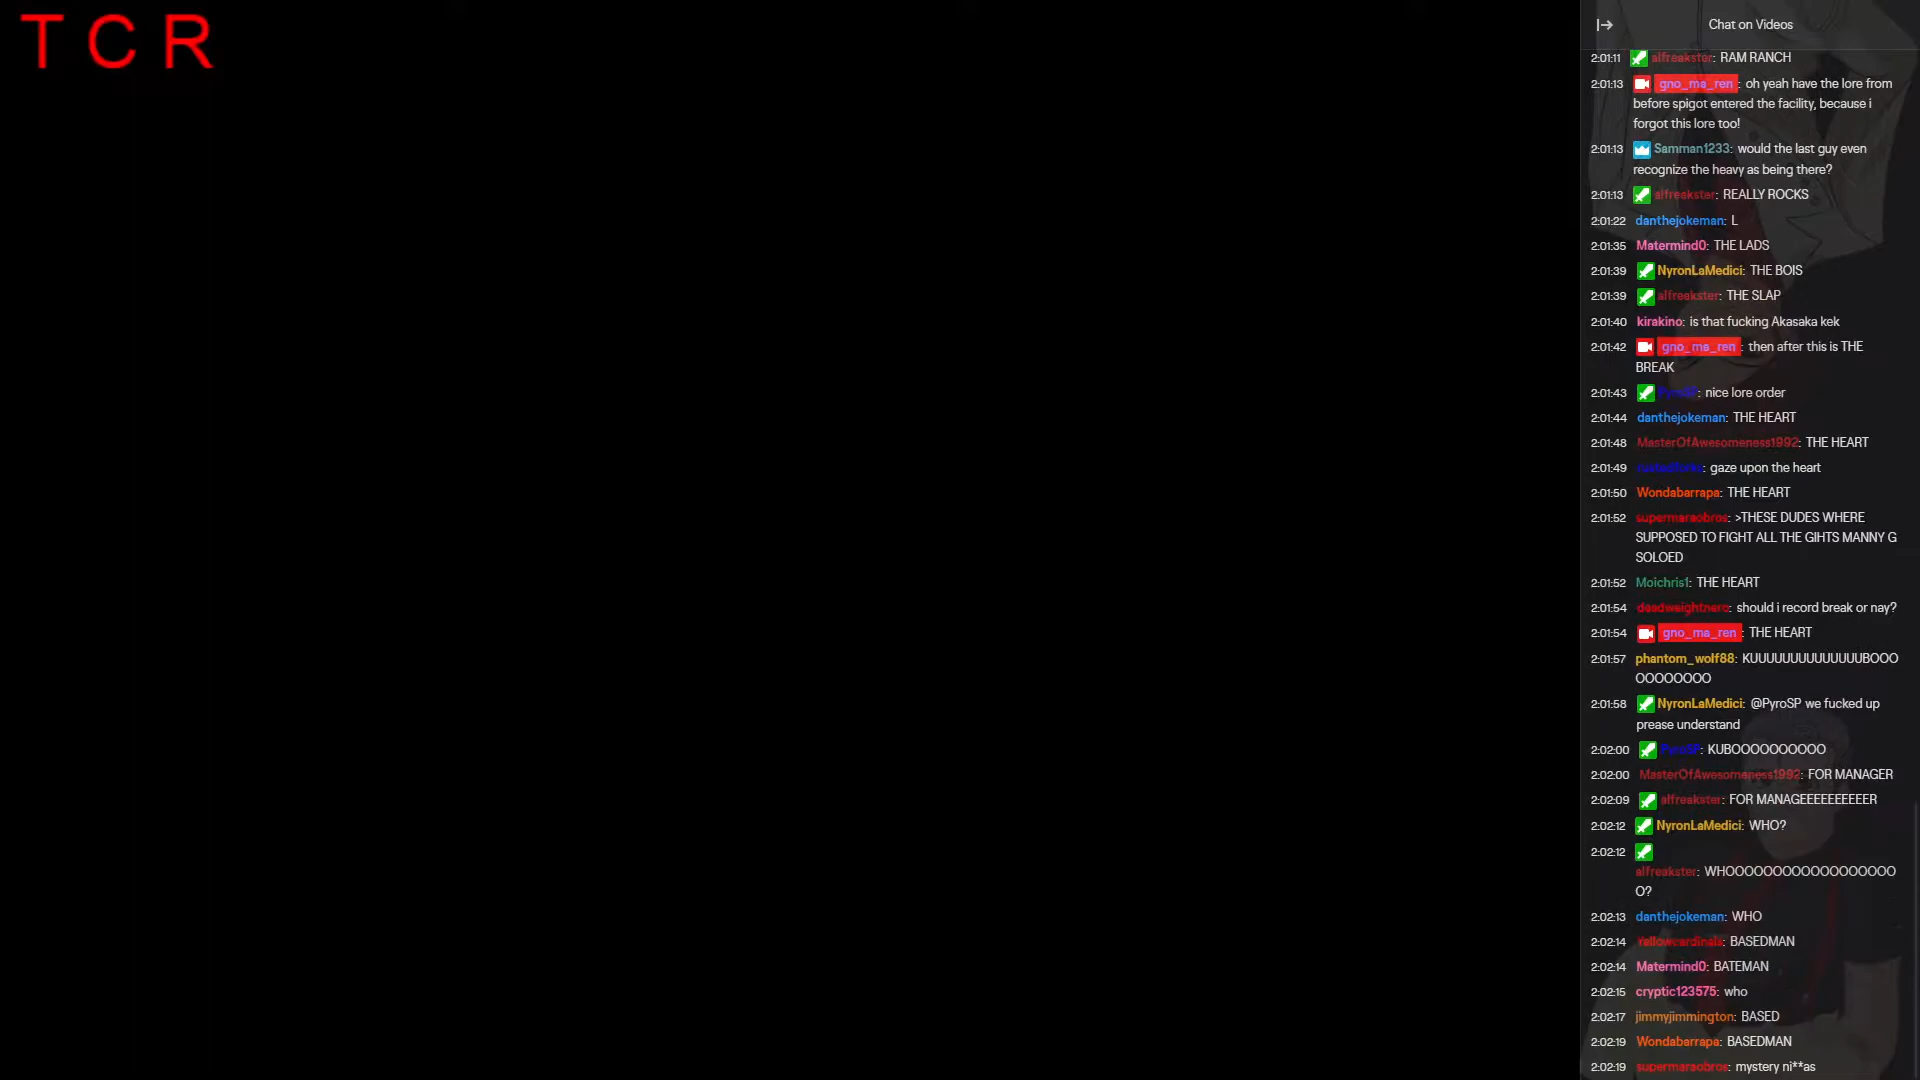 T C R
Chat on Videos
2:01:11 alfreakster: RAM RANCH
2:01:13 gno_ma_ren: oh yeah have the lore from
before spigot entered the facility, because i
forgot this lore too!
2:01:13 Samman1233: would the last guy even
recognize the heavy as being there?
2:01:13 alfreakster: REALLY ROCKS
2:01:22 danthejokeman: L
2:01:35 Matermind0: THE LADS
2:01:39 NyronLaMedici: THE BOIS
2:01:39 alfreakster: THE SLAP
2:01:40 kirakino: is that fucking Akasaka kek
2:01:42 gno_ma_ren: then after this is THE
BREAK
2:01:43 PyroSP: nice lore order
2:01:44 danthejokeman: THE HEART
2:01:48 MasterOfAwesomeness1992: THE HEART
2:01:49 : gaze upon the heart
2:01:50 Wondabarrapa: THE HEART
2:01:52 supermaraobros: >THESE DUDES WHERE
SUPPOSED TO FIGHT ALL THE GIHTS MANNY G
SOLOED
2:01:52 Moichris1: THE HEART
2:01:54 deadweightnero: should i record break or nay?
2:01:54 gno_ma_ren: THE HEART
2:01:57 phantom_wolf88: KUUUUUUUUUUUUUUBOOO
OOOOOOOO
2:01:58 NyronLaMedici: @PyroSP we fucked up
prease understand
2:02:00 PyroSP: KUBOOOOOOOOOO
2:02:00 MasterOfAwesomeness1992: FOR MANAGER
2:02:09 alfreakster: FOR MANAGEEEEEEEEEER
2:02:12 NyronLaMedici: WHO?
2:02:12
alfreakster: WHOOOOOOOOOOOOOOOOOOO
O?
2:02:13 danthejokeman: WHO
2:02:14 Yellowcardinals: BASEDMAN
2:02:14 Matermind0: BATEMAN
2:02:15 cryptic123575: who
2:02:17 jimmyjimmington: BASED
2:02:19 Wondabarrapa: BASEDMAN
2:02:19 supermaraobros: mystery ni**as